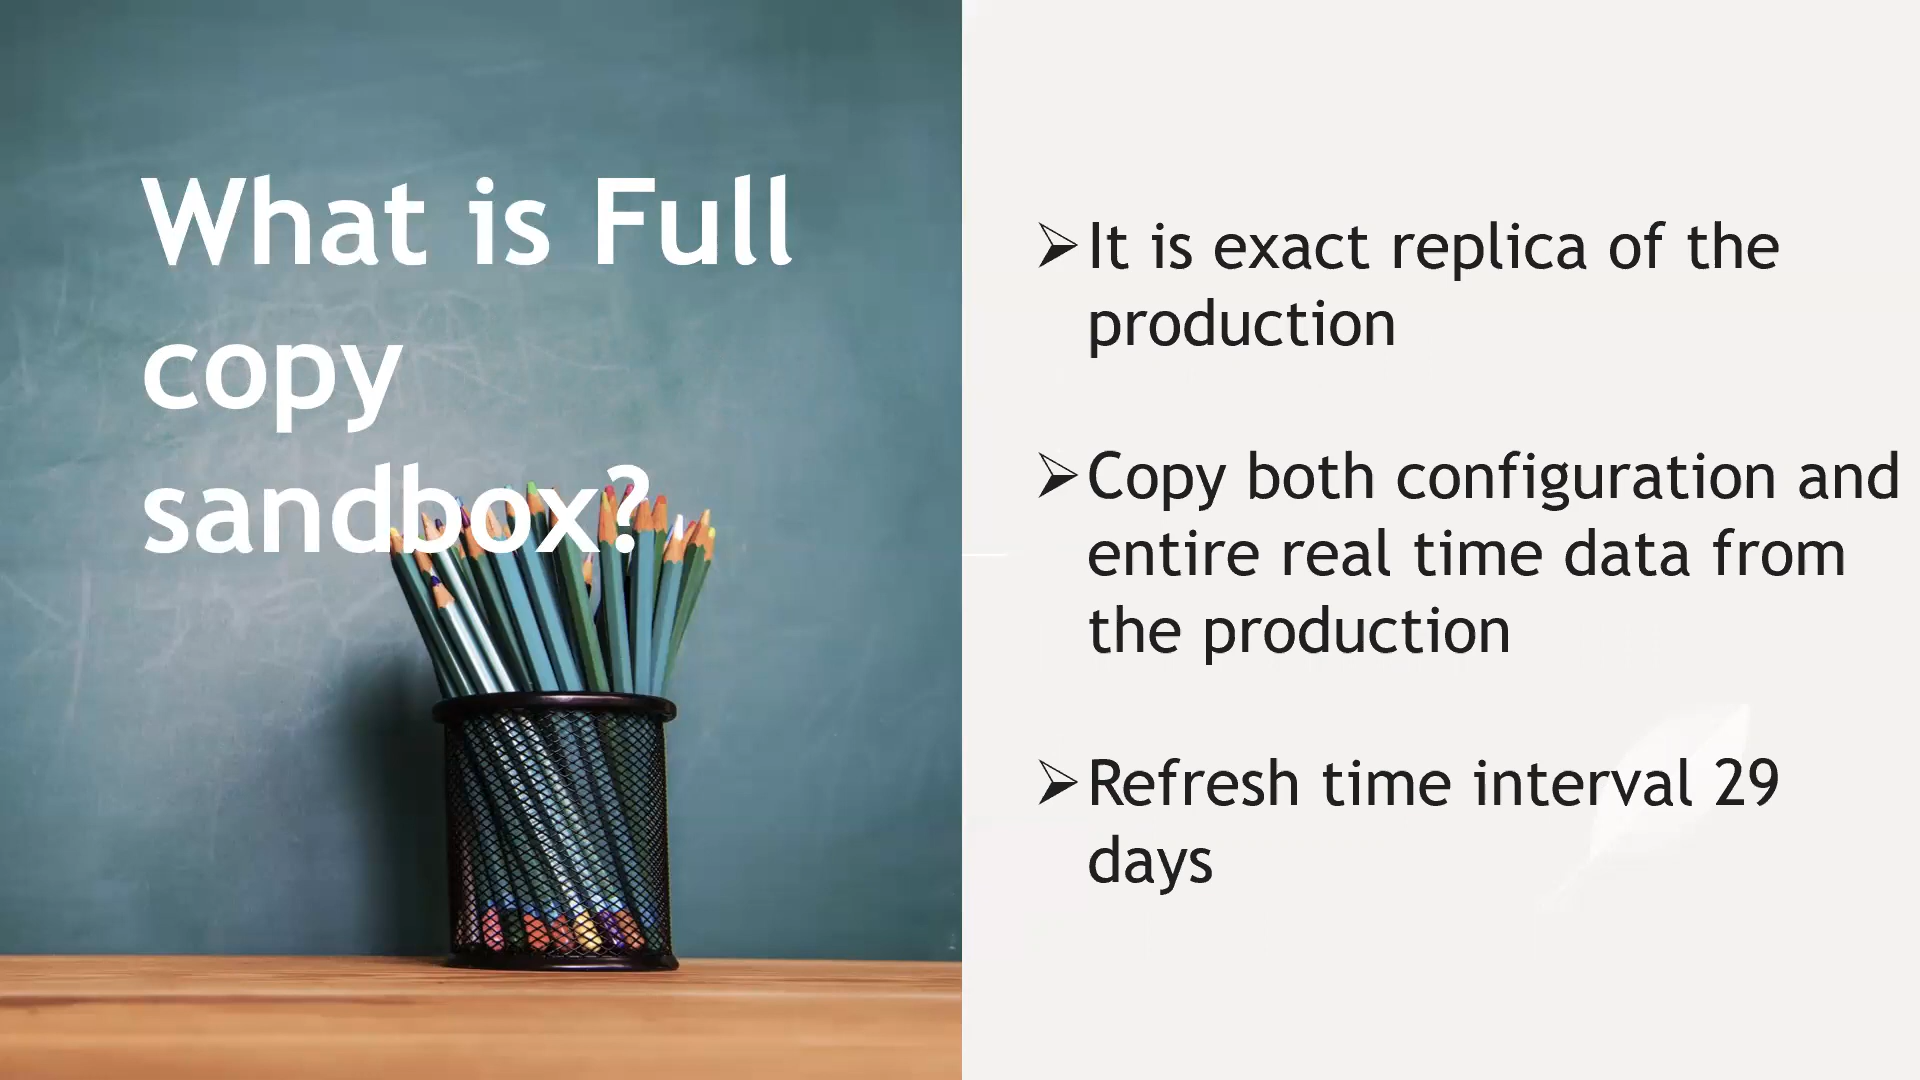 What is Full
copy
sandbox?
➢It is exact replica of the
production
➢Copy both configuration and
entire real time data from
the production
➢Refresh time interval 29
days